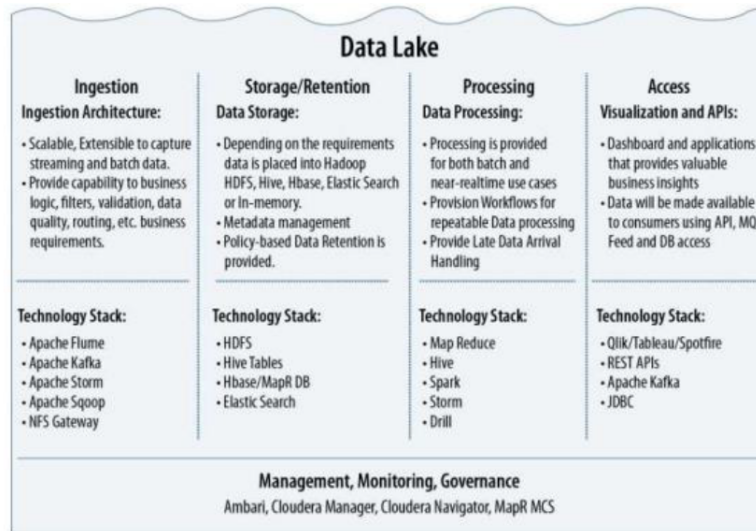 Data Lake
Ingestion
Ingestion Architecture:
• Scalable, Extensible to capture
streaming and batch data.
• Provide capability to business
logic, filters, validation, data
quality, routing, etc. business
requirements.
Technology Stack:
• Apache Flume
• Apache Kafka
• Apache Storm
• Apache Sqoop
• NFS Gateway
Storage/Retention
Data Storage:
• Depending on the requirements
data is placed into Hadoop
HDFS, Hive, Hbase, Elastic Search
or In-memory.
• Metadata management
• Policy-based Data Retention is
provided.
Technology Stack:
• HDFS
• Hive Tables
• Hbase/MapR DB
• Elastic Search
Processing
Data Processing:
• Processing is provided
for both batch and
near-realtime use cases
• Provision Workflows for
repeatable Data processing
• Provide Late Data Arrival
Handling
Technology Stack:
• Map Reduce
• Hive
• Spark
• Storm
• Drill
Access
Visualization and APIs:
• Dashboard and applications
that provides valuable
business insights
• Data will be made available
to consumers using API, MQ
Feed and DB access
Technology Stack:
• Qlik/Tableau/Spotfire
• REST APIs
• Apache Kafka
• JDBC
Management, Monitoring, Governance
Ambari, Cloudera Manager, Cloudera Navigator, MapR MCS